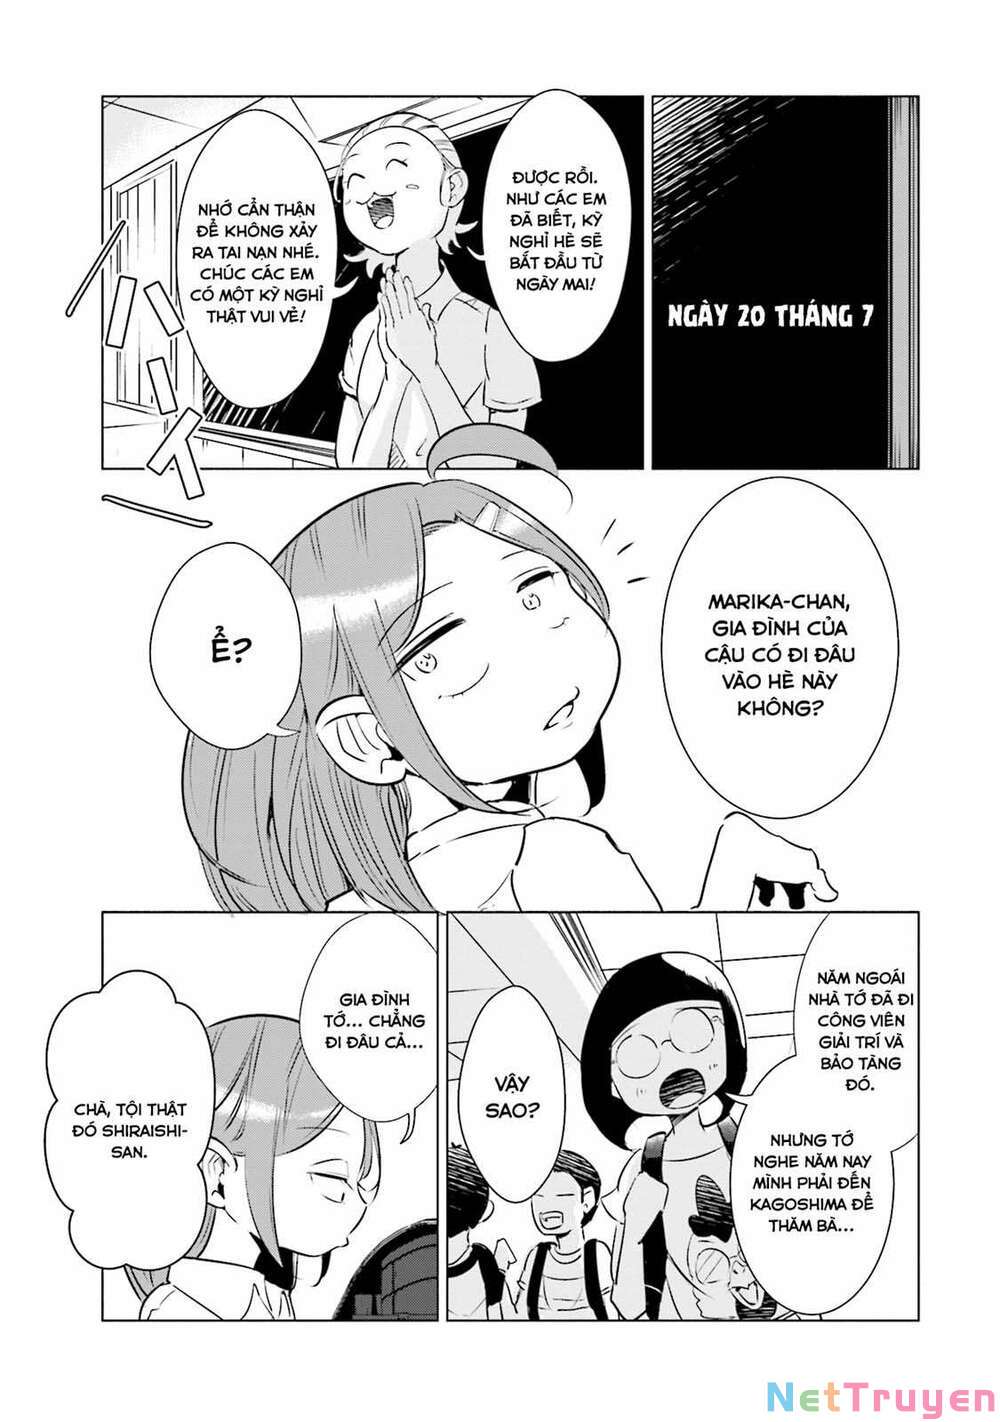 NGÀY 20 THÁNG 7
ĐƯỢC RỒI.
NHƯ CÁC EM
ĐÃ BIẾT, KỲ
NGHỈ HÈ SẼ
BẮT ĐẦU TỪ
NGÀY MAI!
NHỚ CẨN THẬN
ĐỂ KHÔNG XẢY
RA TAI NẠN NHÉ.
CHÚC CÁC EM
CÓ MỘT KỲ NGHỈ
THẬT VUI VẺ!
ハーイ
MARIKA-CHAN,
GIA ĐÌNH CỦA
CẬU CÓ ĐI ĐÂU
VÀO HÈ NÀY
KHÔNG?
Ể?
NĂM NGOÁI
NHÀ TỚ ĐÃ ĐI
CÔNG VIÊN
GIẢI TRÍ VÀ
BẢO TÀNG
ĐÓ.
NHƯNG TỚ
NGHE NĂM NAY
MÌNH PHẢI ĐẾN
KAGOSHIMA ĐỂ
THĂM BÀ...
VẬY
SAO?
GIA ĐÌNH
TỚ... CHẲNG
ĐI ĐÂU CẢ...
CHÀ, TỘI THẬT
ĐÓ SHIRAISHI-
SAN.
NetTruyen